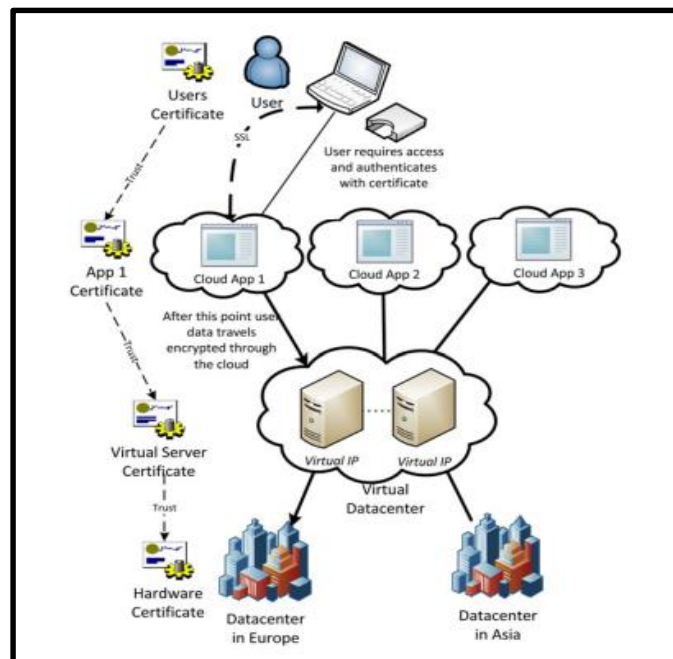 Users
Certificate
User
SSL
User requires access
and authenticates
with certificate
Trust
App 1
Certificate
Cloud App 1
Cloud App 2
Cloud App 3
After this point user
data travels
encrypted through
the cloud
Trust
Virtual Server
Certificate
Virtual IP
Virtual IP
Virtual
Datacenter
Trust
Hardware
Certificate
Datacenter
in Europe
Datacenter
in Asia